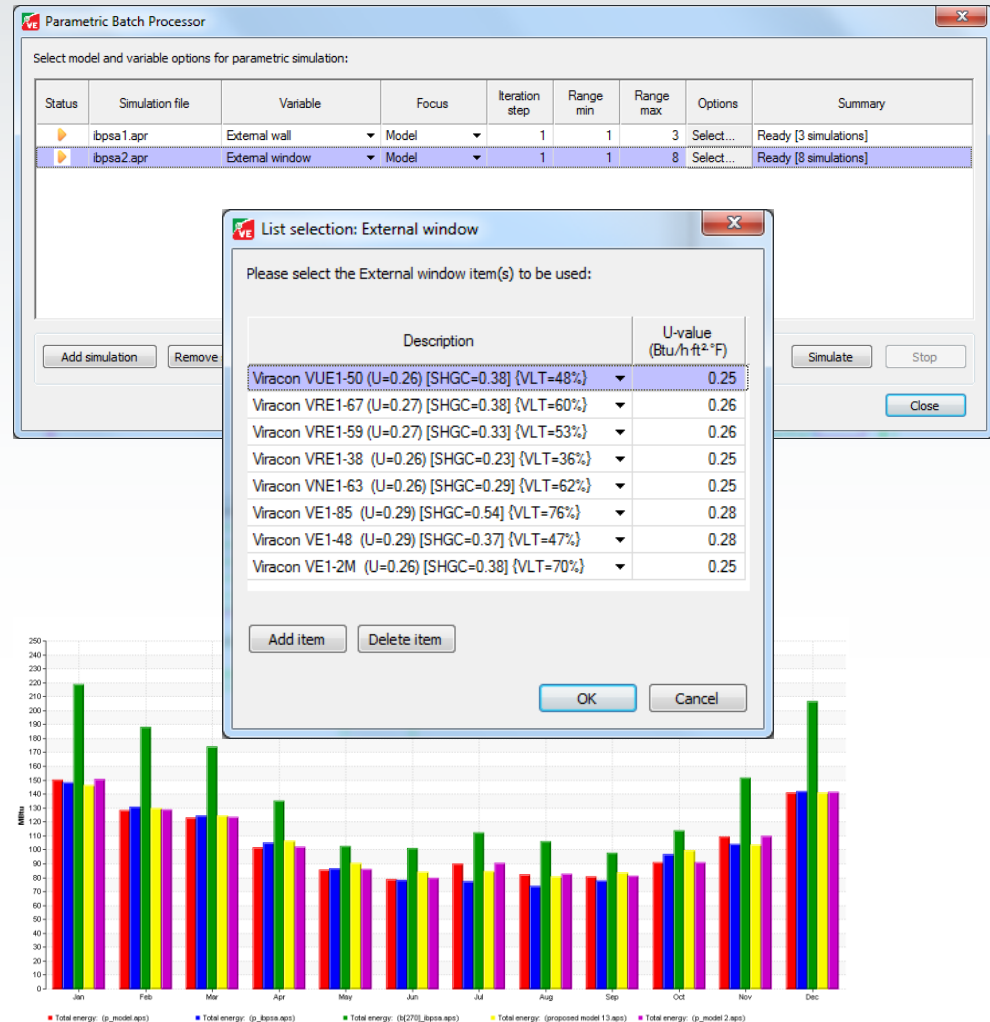 Parametric Batch Processor
Select model and variable options for parametric simulation:
Status Simulation file Variable Focus Iteration step Range min Range max Options Summary
ibpsa1.apr External wall Model 1 1 3 Select... Ready [3 simulations]
ibpsa2.apr External window Model 1 1 8 Select... Ready [8 simulations]
Add simulation Remove Simulate Stop
Close
List selection: External window
Please select the External window item(s) to be used:
Description U-value (Btu/h·ft²·°F)
Viracon VUE1-50 (U=0.26) [SHGC=0.38] {VLT=48%} 0.25
Viracon VRE1-67 (U=0.27) [SHGC=0.38] {VLT=60%} 0.26
Viracon VRE1-59 (U=0.27) [SHGC=0.33] {VLT=53%} 0.26
Viracon VRE1-38 (U=0.26) [SHGC=0.23] {VLT=36%} 0.25
Viracon VNE1-63 (U=0.26) [SHGC=0.29] {VLT=62%} 0.25
Viracon VE1-85 (U=0.29) [SHGC=0.54] {VLT=76%} 0.28
Viracon VE1-48 (U=0.29) [SHGC=0.37] {VLT=47%} 0.28
Viracon VE1-2M (U=0.26) [SHGC=0.38] {VLT=70%} 0.25
Add item Delete item
OK Cancel
MBtu
250
240
230
220
210
200
190
180
170
160
150
140
130
120
110
100
90
80
70
60
50
40
30
20
10
0
Jan Feb Mar Apr May Jun Jul Aug Sep Oct Nov Dec
Total energy: (p_model.aps) Total energy: (p_ibpsa.aps) Total energy: (b[270]_ibpsa.aps) Total energy: (proposed model 13.aps) Total energy: (p_model 2.aps)